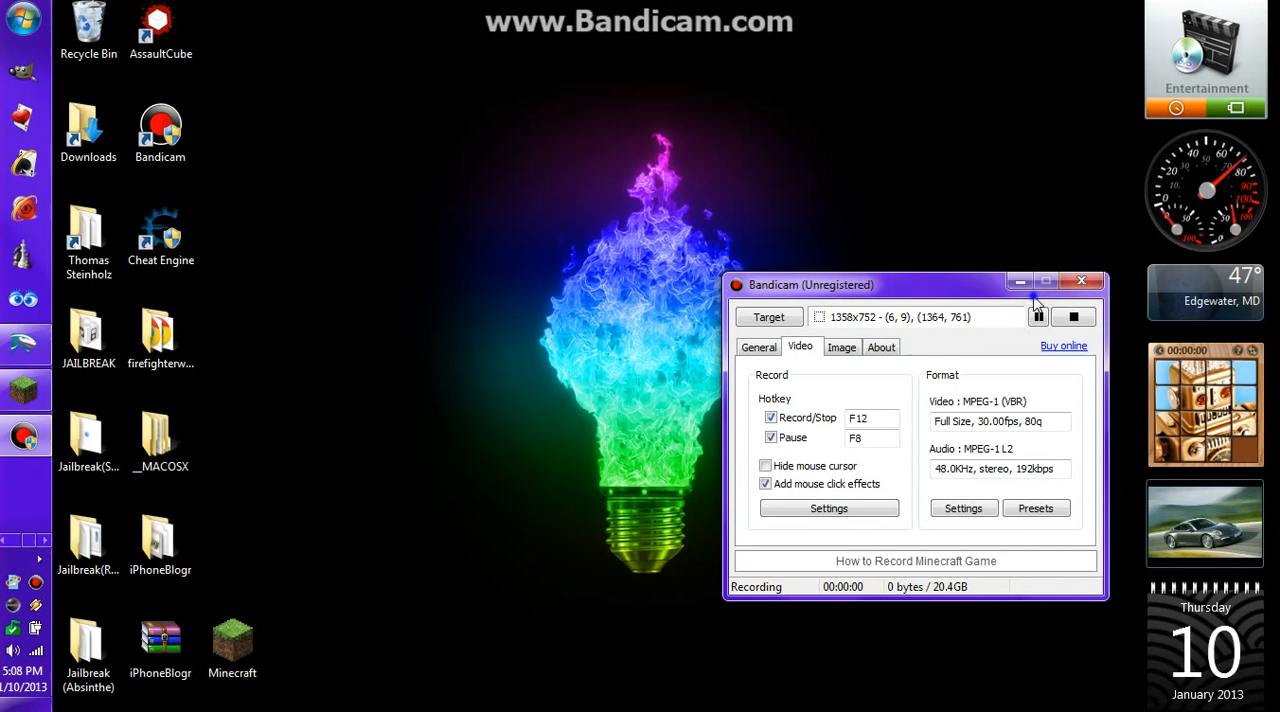 www.Bandicam.com
Recycle Bin
AssaultCube
Downloads
Bandicam
Thomas
Steinholz
Cheat Engine
JAILBREAK
firefighterw...
Jailbreak(S...
__MACOSX
Jailbreak(R...
iPhoneBlogr
Jailbreak
(Absinthe)
iPhoneBlogr
Minecraft
5:08 PM
1/10/2013
Bandicam (Unregistered)
Target
1358x752 - (6, 9), (1364, 761)
General
Video
Image
About
Buy online
Record
Hotkey
Record/Stop
F12
Pause
F8
Hide mouse cursor
Add mouse click effects
Settings
Format
Video : MPEG-1 (VBR)
Full Size, 30.00fps, 80q
Audio : MPEG-1 L2
48.0KHz, stereo, 192kbps
Settings
Presets
How to Record Minecraft Game
Recording
00:00:00
0 bytes / 20.4GB
Entertainment
47°
Edgewater, MD
00:00:00
Thursday
10
January 2013